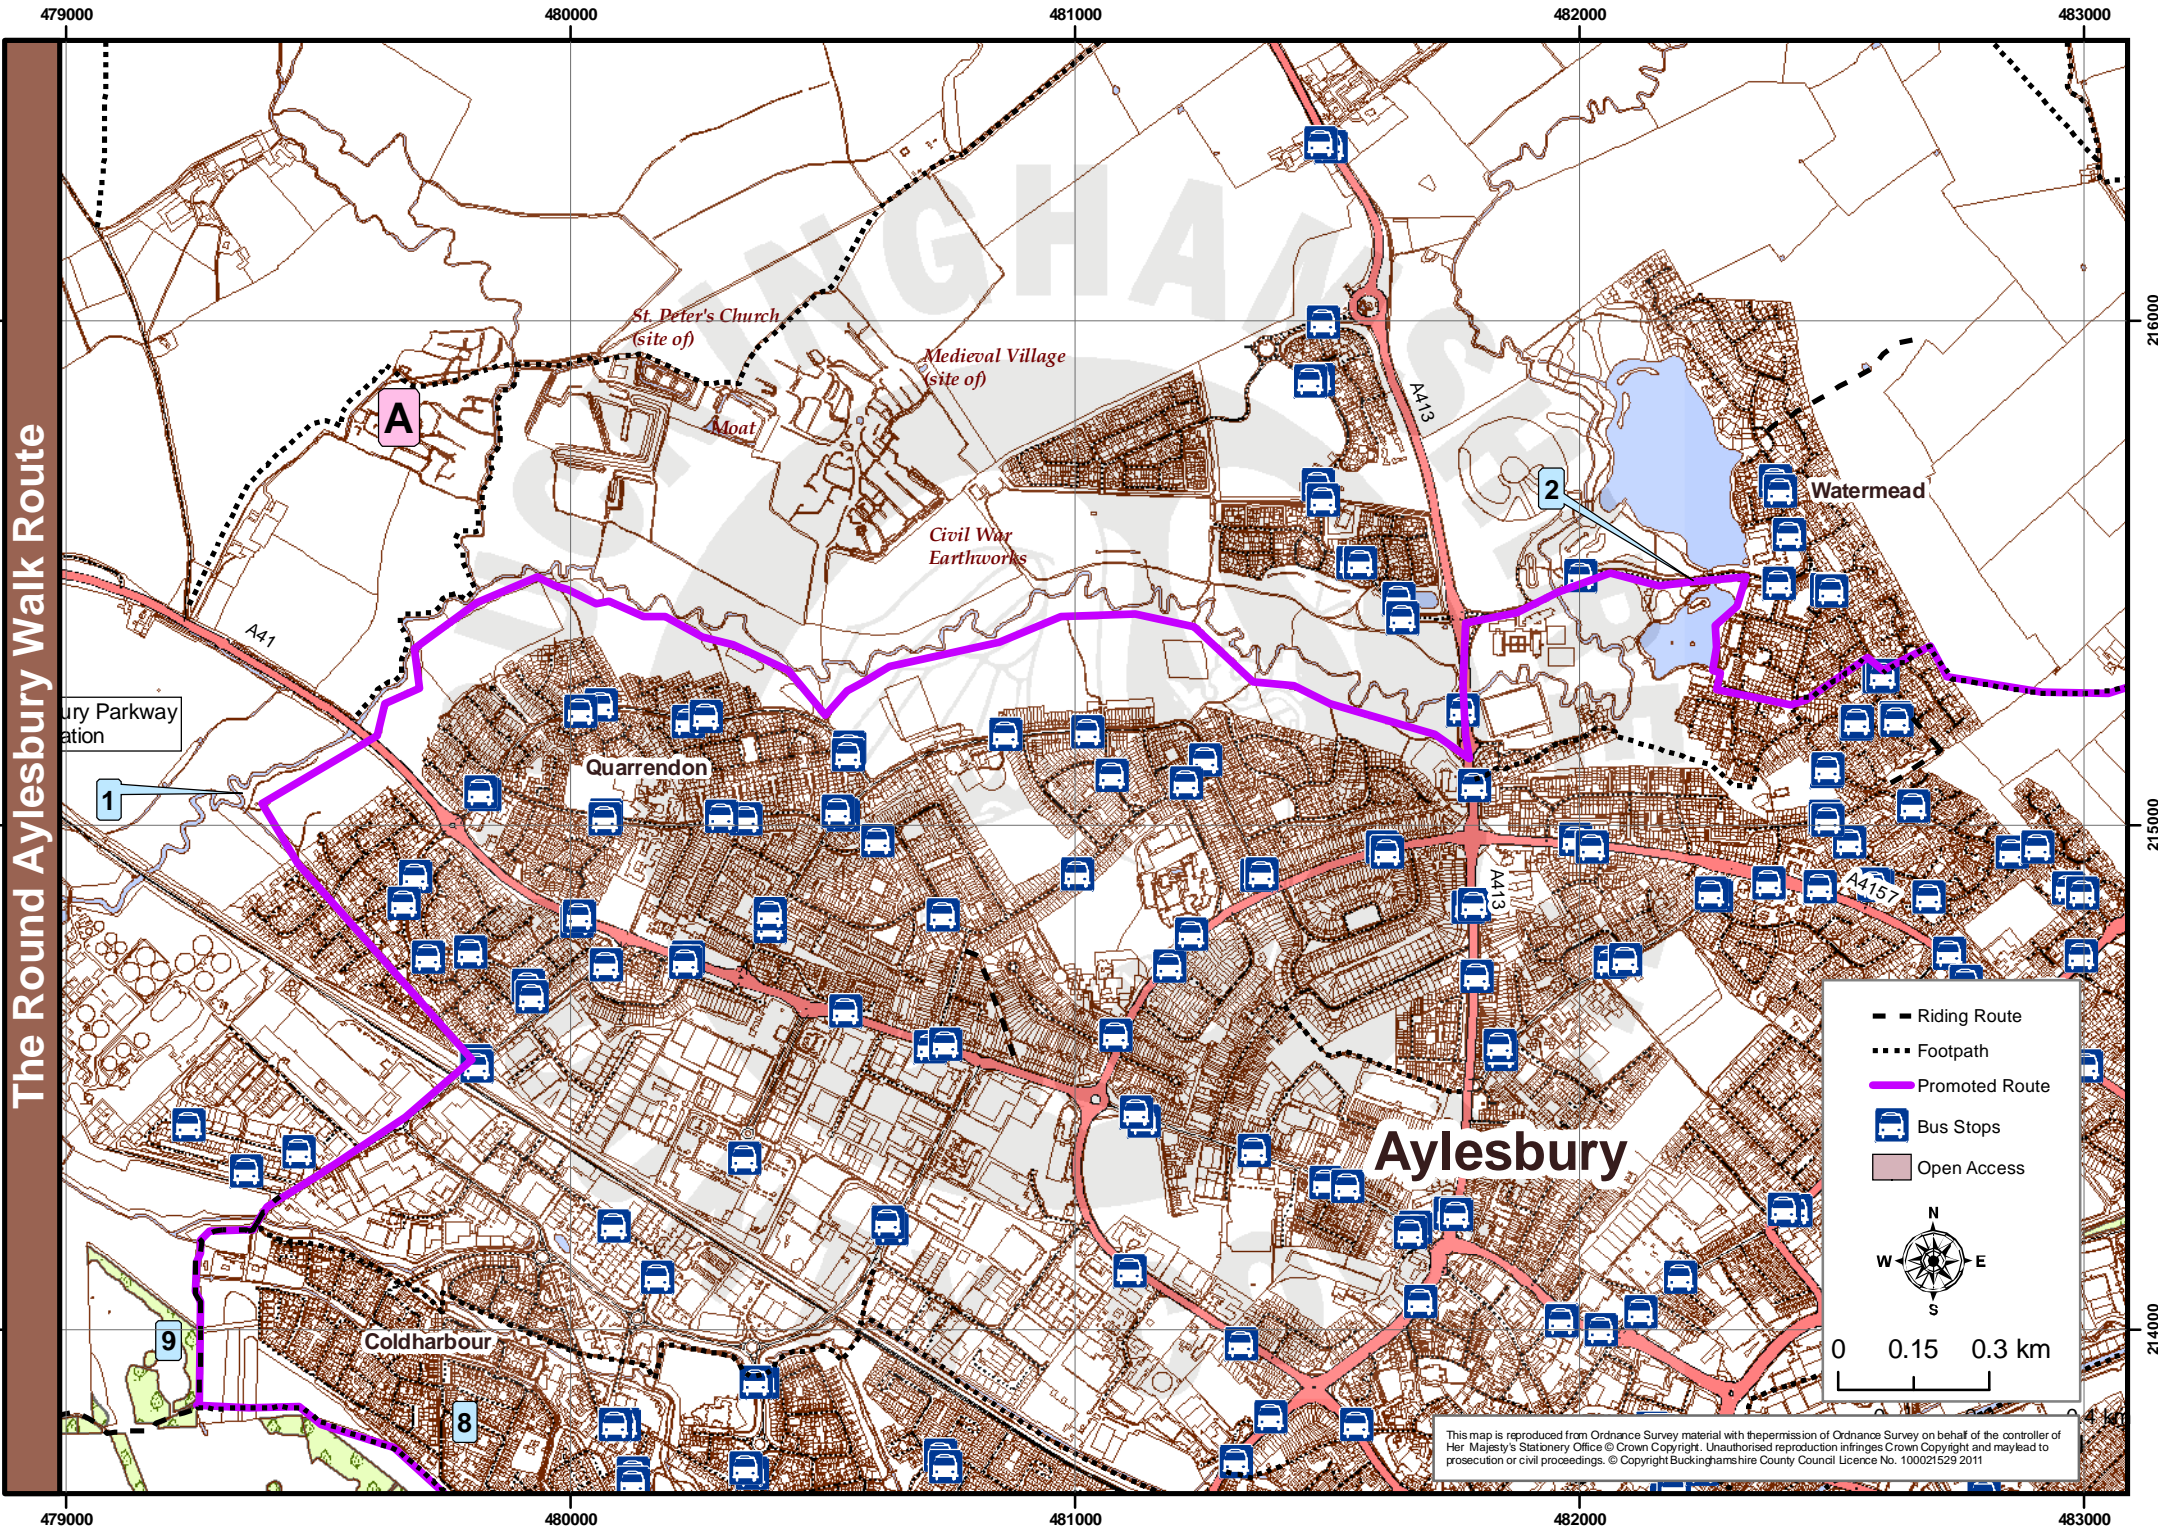 479000
480000
481000
482000
483000
The Round Aylesbury Walk Route
BUCKINGHAMSHIRE
St. Peter's Church
(site of)
Medieval Village
(site of)
A
Moat
A413
2
Watermead
216000
Civil War
Earthworks
A41
ury Parkway
ation
1
Quarrendon
215000
A413
A4157
Riding Route
Footpath
Promoted Route
Bus Stops
Open Access
Aylesbury
N
W
E
S
0 0.15 0.3 km
9
Coldharbour
8
214000
This map is reproduced from Ordnance Survey material with thepermission of Ordnance Survey on behalf of the controller of
Her Majesty's Stationery Office © Crown Copyright. Unauthorised reproduction infringes Crown Copyright and maylead to
prosecution or civil proceedings. © Copyright Buckinghamshire County Council Licence No. 100021529 2011
479000
480000
481000
482000
483000